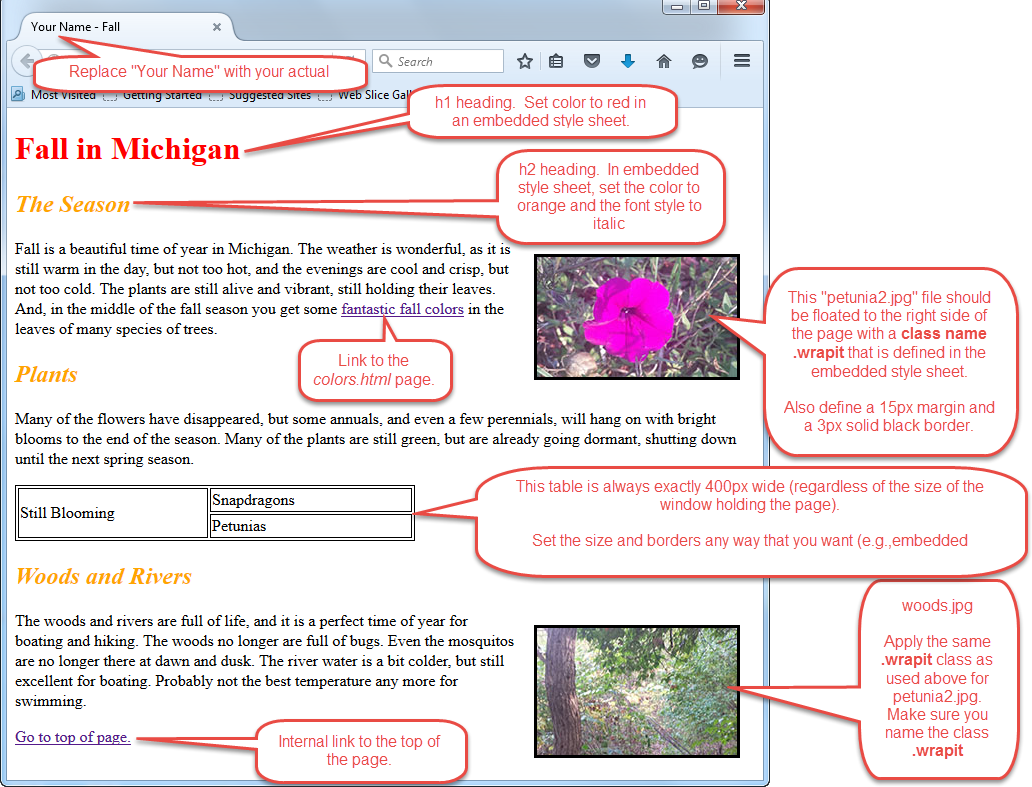 Your Name - Fall
Replace "Your Name" with your actual
Search
Most Visited
Getting Started
Suggested Sites
Web Slice Gal
h1 heading. Set color to red in
an embedded style sheet.
Fall in Michigan
h2 heading. In embedded
style sheet, set the color to
orange and the font style to
italic
The Season
Fall is a beautiful time of year in Michigan. The weather is wonderful, as it is
still warm in the day, but not too hot, and the evenings are cool and crisp, but
not too cold. The plants are still alive and vibrant, still holding their leaves.
And, in the middle of the fall season you get some fantastic fall colors in the
leaves of many species of trees.
This "petunia2.jpg" file should
be floated to the right side of
the page with a class name
.wrapit that is defined in the
embedded style sheet.
Also define a 15px margin and
a 3px solid black border.
Link to the
colors.html page.
Plants
Many of the flowers have disappeared, but some annuals, and even a few perennials, will hang on with bright
blooms to the end of the season. Many of the plants are still green, but are already going dormant, shutting down
until the next spring season.
Still Blooming
Snapdragons
Petunias
This table is always exactly 400px wide (regardless of the size of the
window holding the page).
Set the size and borders any way that you want (e.g.,embedded
Woods and Rivers
The woods and rivers are full of life, and it is a perfect time of year for
boating and hiking. The woods no longer are full of bugs. Even the mosquitos
are no longer there at dawn and dusk. The river water is a bit colder, but still
excellent for boating. Probably not the best temperature any more for
swimming.
woods.jpg
Apply the same
.wrapit class as
used above for
petunia2.jpg.
Make sure you
name the class
.wrapit
Go to top of page.
Internal link to the top of
the page.